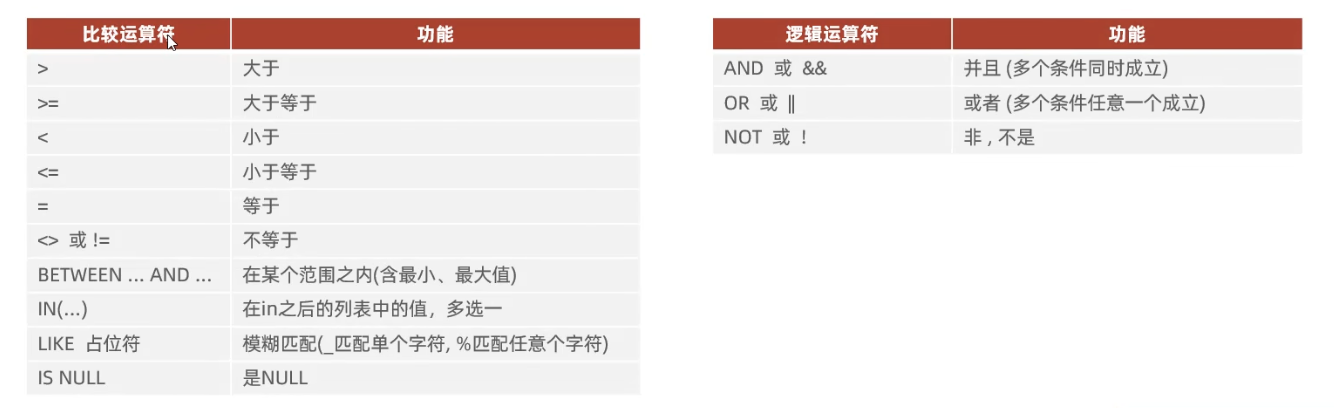 比较运算符 功能
> 大于
>= 大于等于
< 小于
<= 小于等于
= 等于
<> 或 != 不等于
BETWEEN ... AND ... 在某个范围之内(含最小、最大值)
IN(...) 在in之后的列表中的值，多选一
LIKE 占位符 模糊匹配(_匹配单个字符, %匹配任意个字符)
IS NULL 是NULL
逻辑运算符 功能
AND 或 && 并且 (多个条件同时成立)
OR 或 || 或者 (多个条件任意一个成立)
NOT 或 ! 非 , 不是